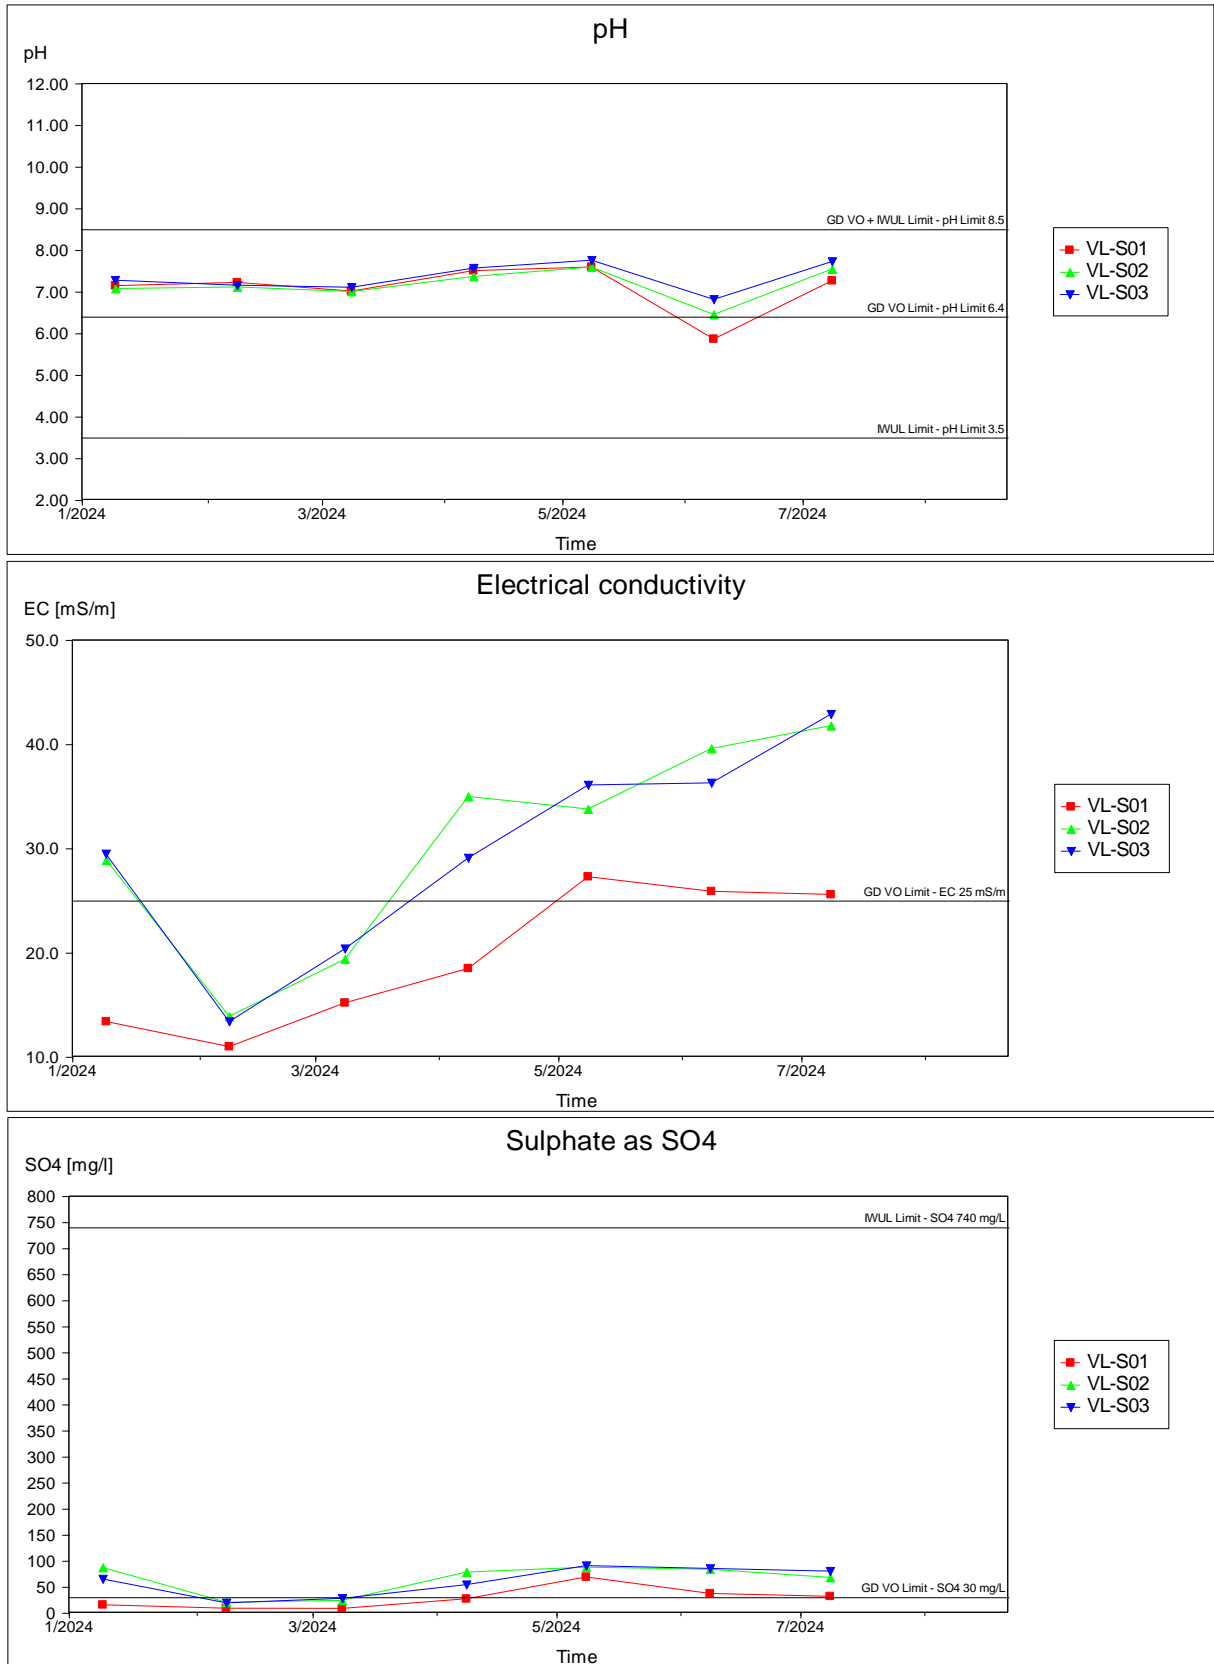 pH
pH
12.00
11.00
10.00
9.00
8.00
7.00
6.00
5.00
4.00
3.00
2.00
GD VO + IWUL Limit - pH Limit 8.5
GD VO Limit - pH Limit 6.4
IWUL Limit - pH Limit 3.5
1/2024 3/2024 5/2024 7/2024
Time
VL-S01
VL-S02
VL-S03
Electrical conductivity
EC [mS/m]
50.0
40.0
30.0
20.0
10.0
GD VO Limit - EC 25 mS/m
1/2024 3/2024 5/2024 7/2024
Time
VL-S01
VL-S02
VL-S03
Sulphate as SO4
SO4 [mg/l]
800
750
700
650
600
550
500
450
400
350
300
250
200
150
100
50
0
IWUL Limit - SO4 740 mg/L
GD VO Limit - SO4 30 mg/L
1/2024 3/2024 5/2024 7/2024
Time
VL-S01
VL-S02
VL-S03